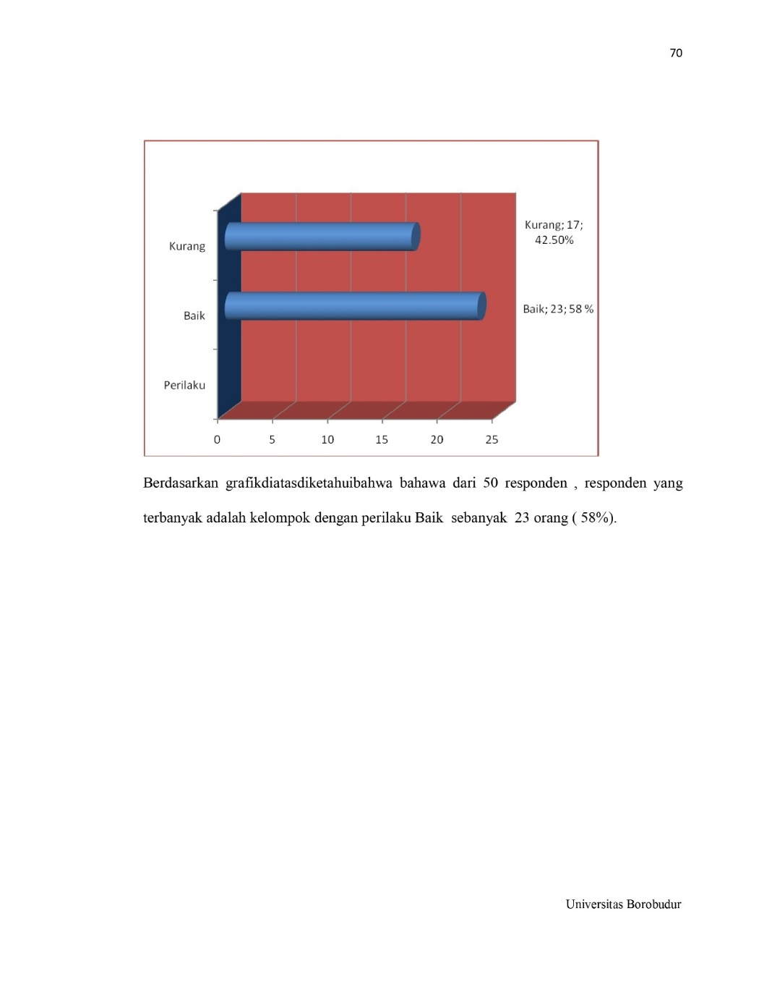 70
Kurang; 17;
42.50%
Kurang
Baik; 23; 58 %
Baik
Perilaku
0 5 10 15 20 25
Berdasarkan grafikdiatasdiketahuibahwa bahawa dari 50 responden , responden yang
terbanyak adalah kelompok dengan perilaku Baik sebanyak 23 orang ( 58%).
Universitas Borobudur